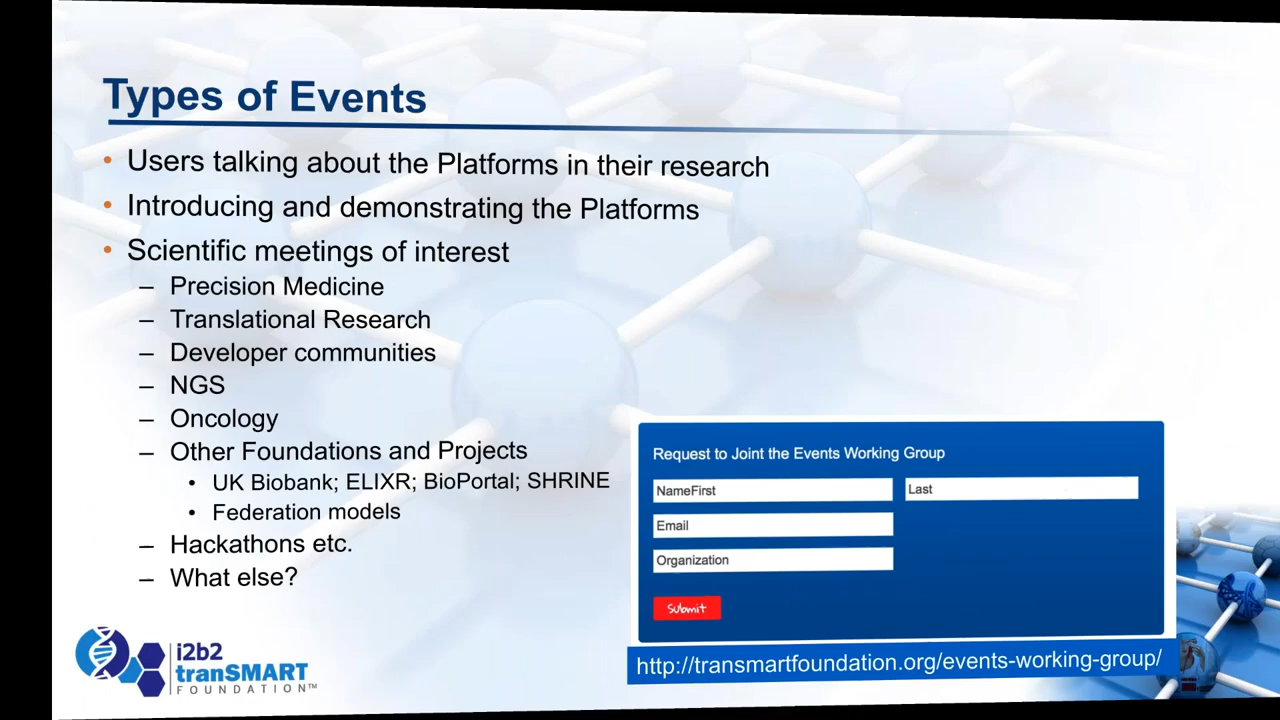 Types of Events
• Users talking about the Platforms in their research
• Introducing and demonstrating the Platforms
• Scientific meetings of interest
– Precision Medicine
– Translational Research
– Developer communities
– NGS
– Oncology
– Other Foundations and Projects
• UK Biobank; ELIXR; BioPortal; SHRINE
• Federation models
– Hackathons etc.
– What else?
Request to Joint the Events Working Group
NameFirst
Last
Email
Organization
Submit
http://transmartfoundation.org/events-working-group/
i2b2
tranSMART
FOUNDATION™